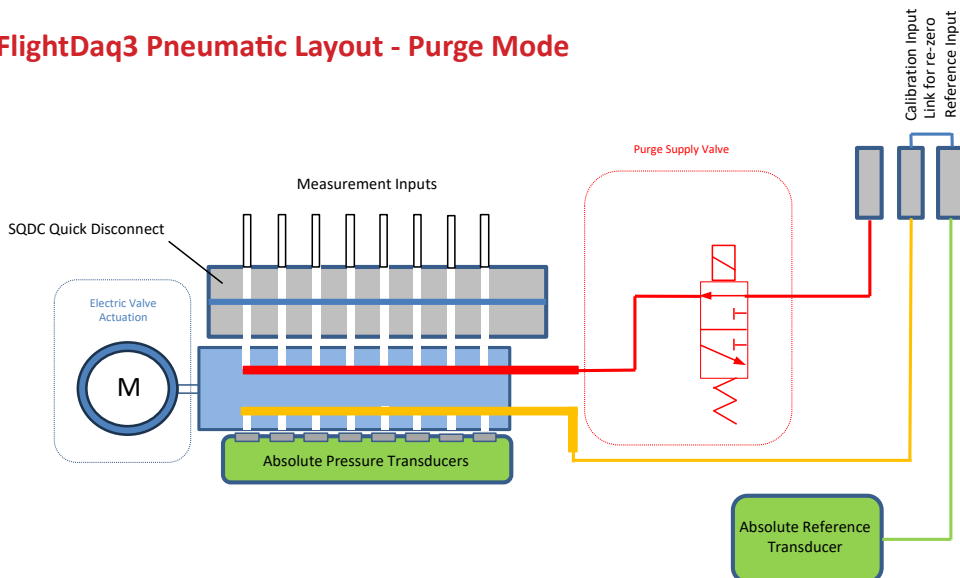 FlightDaq3 Pneumatic Layout - Purge Mode
Calibration Input
Link for re-zero
Reference Input
Purge Supply Valve
Measurement Inputs
SQDC Quick Disconnect
Electric Valve
Actuation
M
Absolute Pressure Transducers
Absolute Reference
Transducer